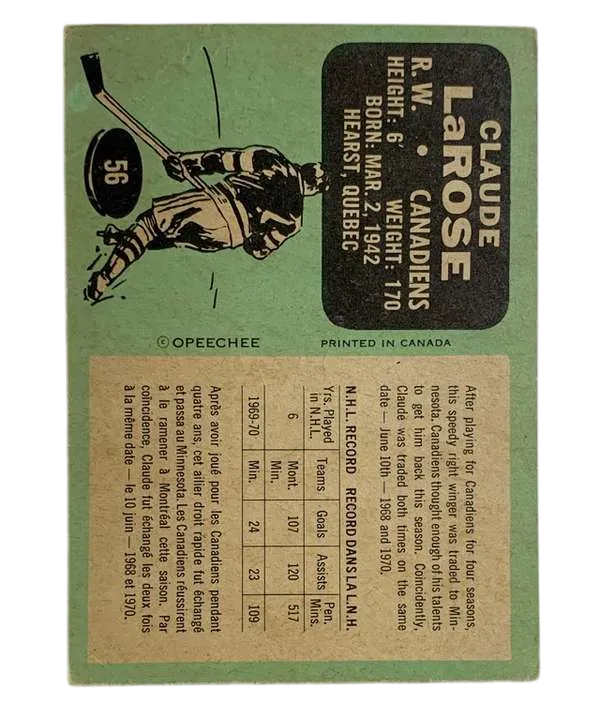 CLAUDE
LaROSE
R.W. • CANADIENS
HEIGHT: 6' WEIGHT: 170
BORN: MAR. 2, 1942
HEARST, QUEBEC
56
© OPEECHEE
PRINTED IN CANADA
After playing for Canadiens for four seasons,
this speedy right winger was traded to Min-
nesota. Canadiens thought enough of his talents
to get him back this season. Coincidently,
Claude was traded both times on the same
date — June 10th — 1968 and 1970.
N.H.L. RECORD RECORD DANS LA L.N.H.
Yrs. Played in N.H.L. Teams Goals Assists Pen. Mins.
6 Mont. Min. 107 120 517
1969-70 Min. 24 23 109
Après avoir joué pour les Canadiens pendant
quatre ans, cet ailier droit rapide fut échangé
et passa au Minnesota. Les Canadiens réussirent
à le ramener à Montréal cette saison. Par
coïncidence, Claude fut échangé les deux fois
à la même date — le 10 juin — 1968 et 1970.